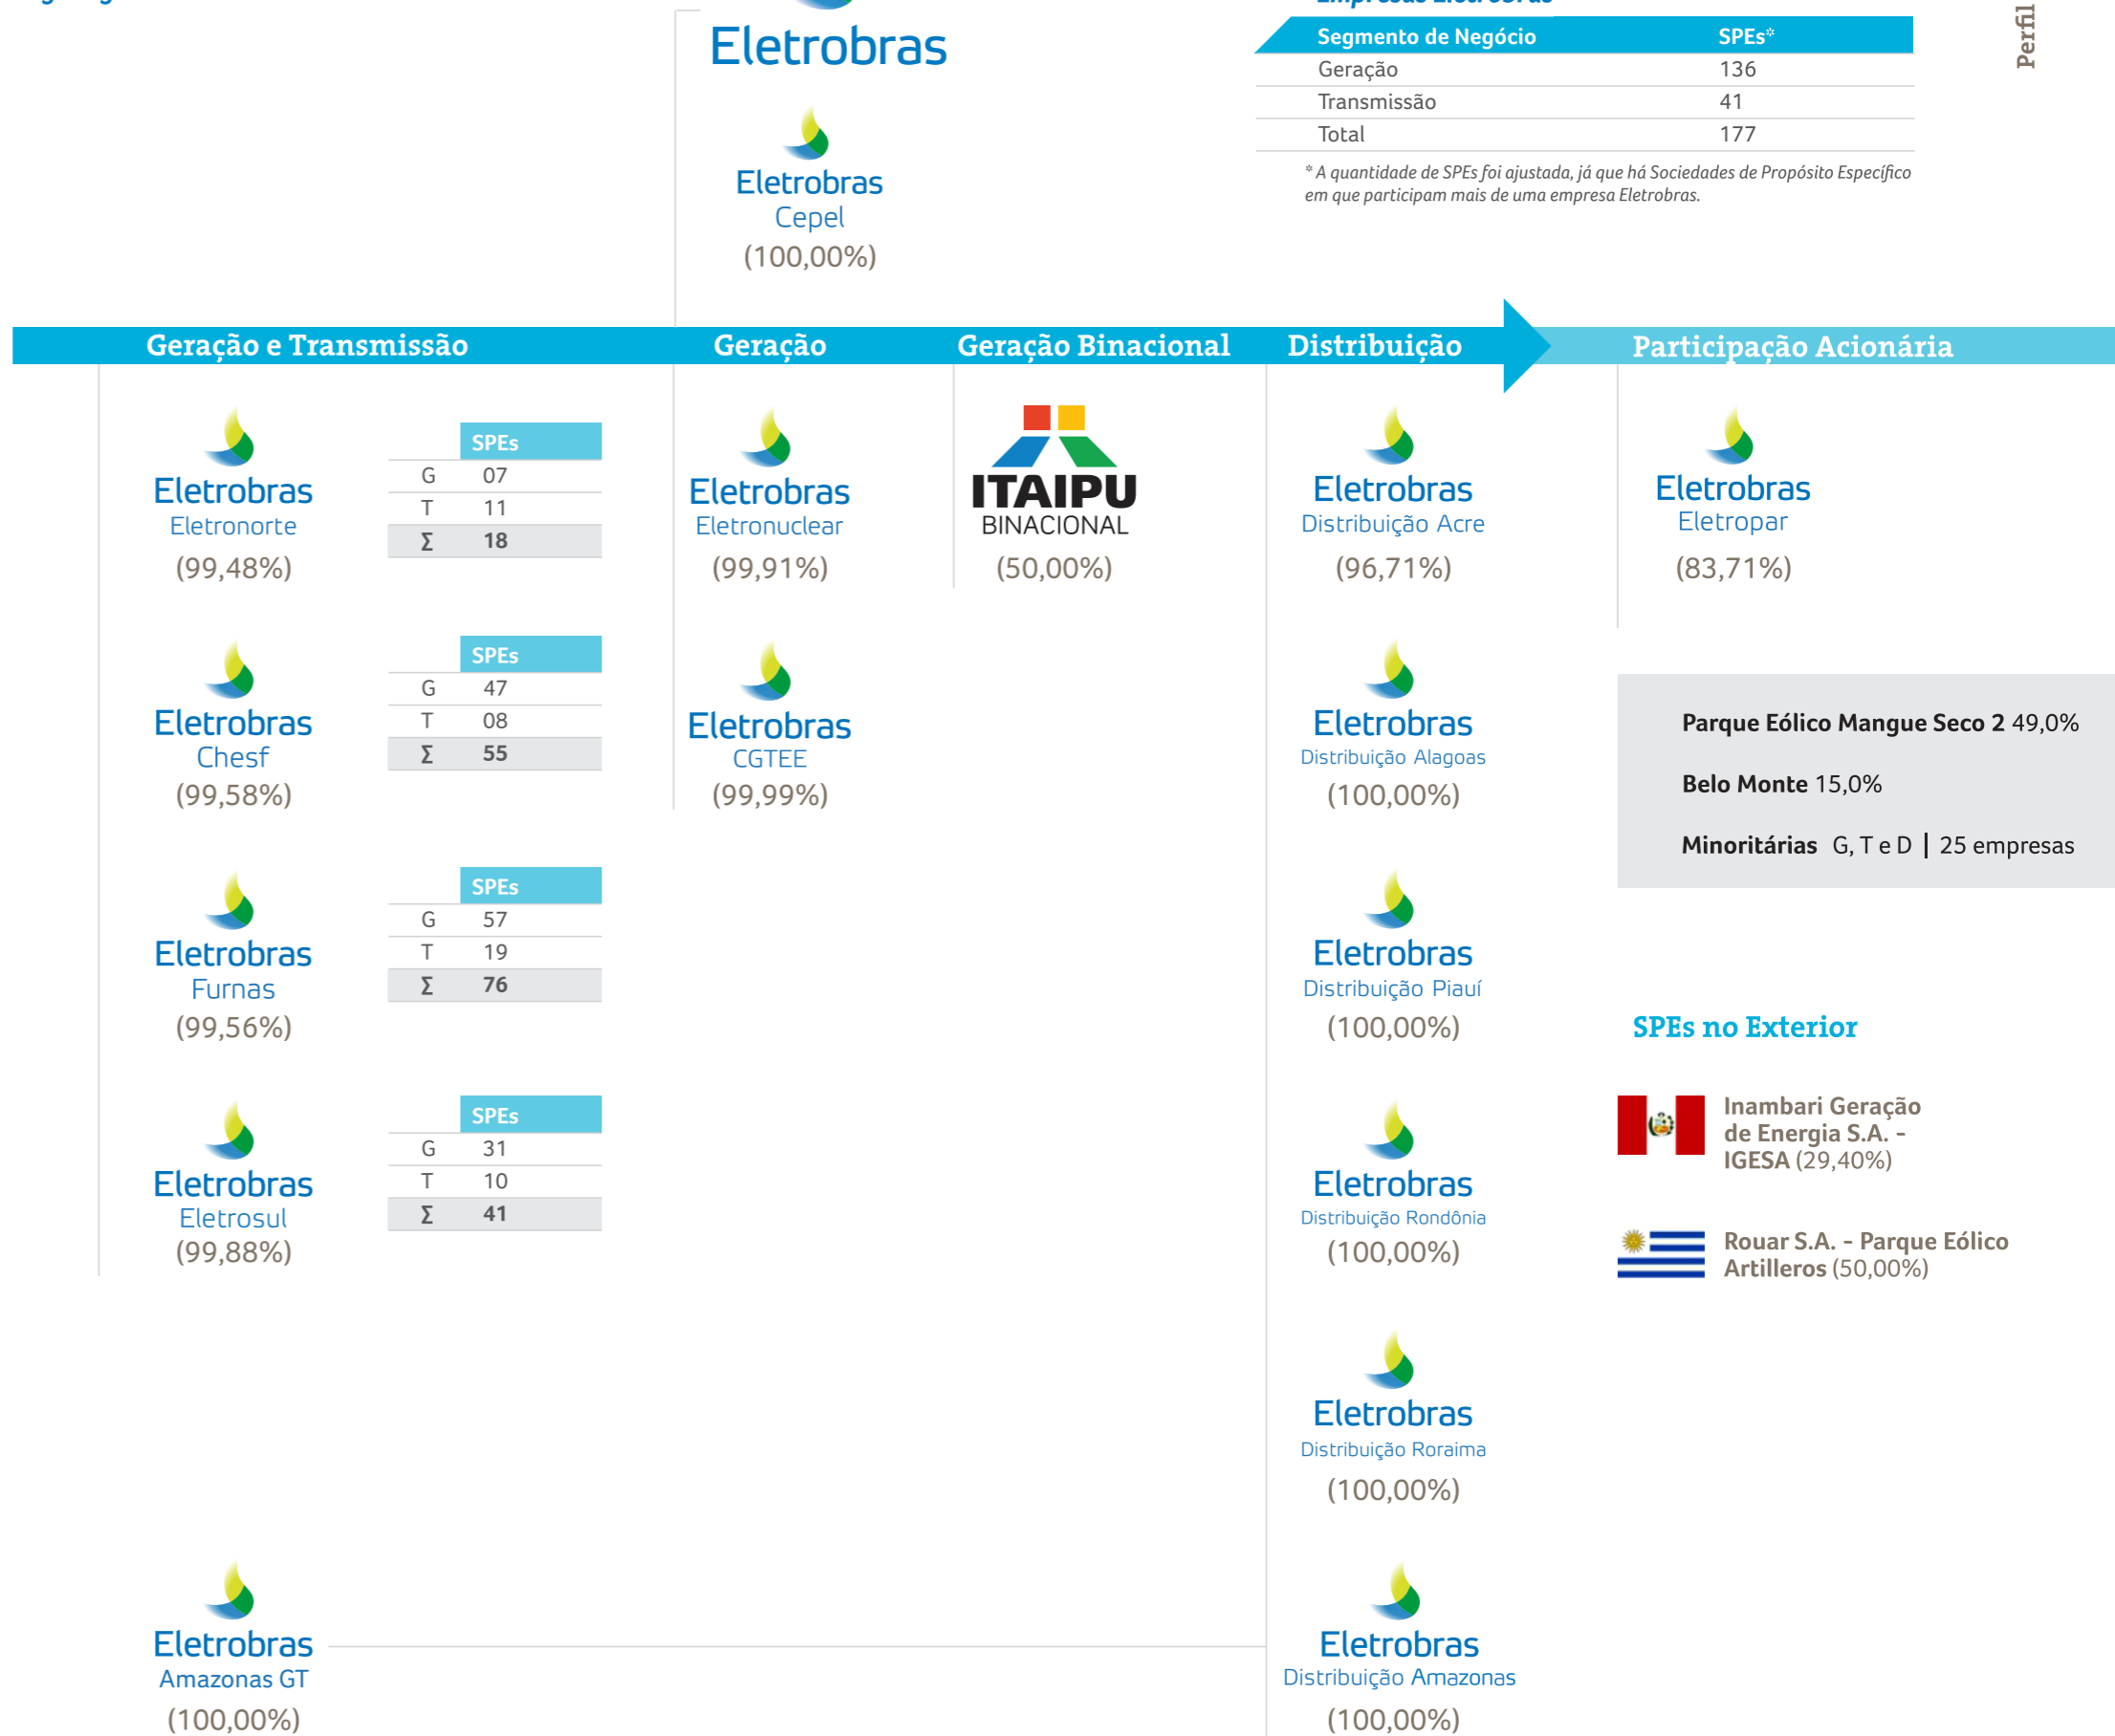 Eletrobras
Eletrobras
Cepel
(100,00%)
Empresas Eletrobras
Segmento de Negócio SPEs*
Geração 136
Transmissão 41
Total 177
* A quantidade de SPEs foi ajustada, já que há Sociedades de Propósito Específico
em que participam mais de uma empresa Eletrobras.
Perfil
Geração e Transmissão
Geração
Geração Binacional
Distribuição
Participação Acionária
Eletrobras
Eletronorte
(99,48%)
SPEs
G 07
T 11
Σ 18
Eletrobras
Chesf
(99,58%)
SPEs
G 47
T 08
Σ 55
Eletrobras
Furnas
(99,56%)
SPEs
G 57
T 19
Σ 76
Eletrobras
Eletrosul
(99,88%)
SPEs
G 31
T 10
Σ 41
Eletrobras
Amazonas GT
(100,00%)
Eletrobras
Eletronuclear
(99,91%)
Eletrobras
CGTEE
(99,99%)
ITAIPU
BINACIONAL
(50,00%)
Eletrobras
Distribuição Acre
(96,71%)
Eletrobras
Distribuição Alagoas
(100,00%)
Eletrobras
Distribuição Piauí
(100,00%)
Eletrobras
Distribuição Rondônia
(100,00%)
Eletrobras
Distribuição Roraima
(100,00%)
Eletrobras
Distribuição Amazonas
(100,00%)
Eletrobras
Eletropar
(83,71%)
Parque Eólico Mangue Seco 2 49,0%
Belo Monte 15,0%
Minoritárias G, T e D | 25 empresas
SPEs no Exterior
Inambari Geração
de Energia S.A. -
IGESA (29,40%)
Rouar S.A. - Parque Eólico
Artilleros (50,00%)